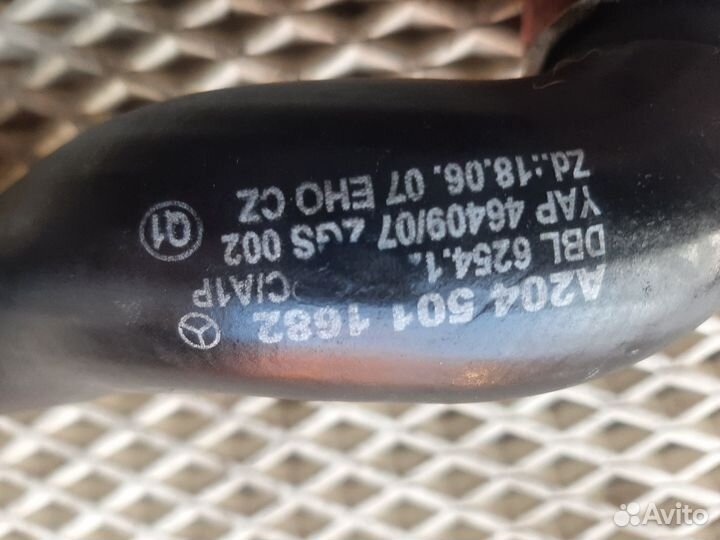 A204 501 1682
DBL 6254.1 C/A1P
YAP 46409/07 ZGS 002
Zd.:18.06.07 EHO CZ
Q1
Avito